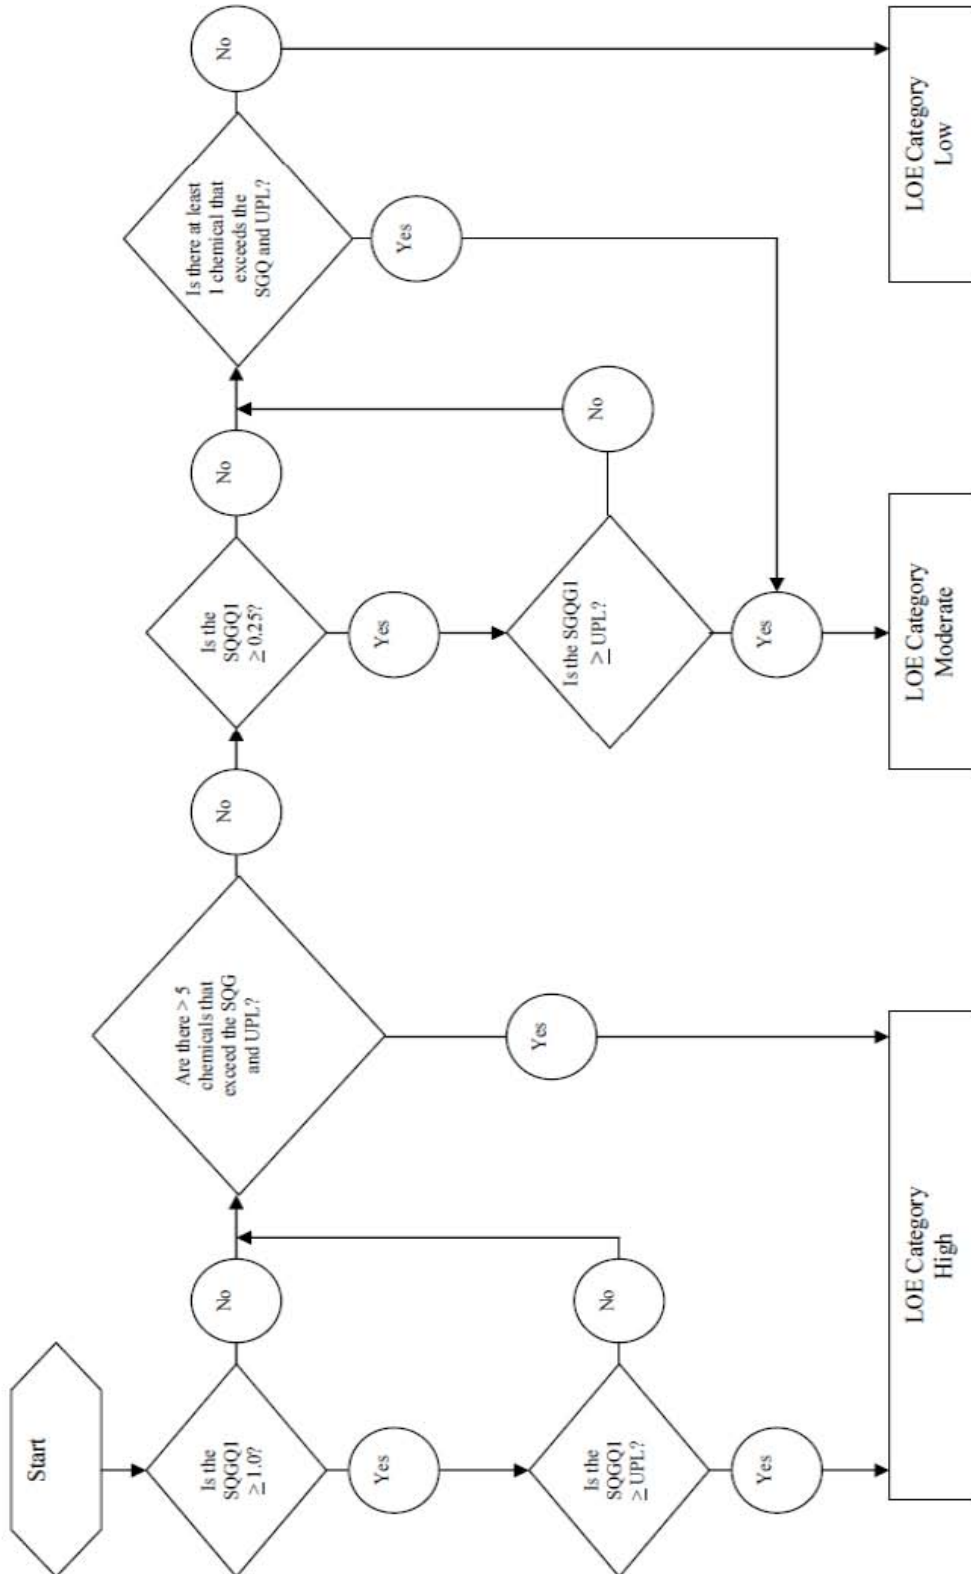 Start
Is the
SQGQ1
≥ 1.0?
No
Yes
Is the
SQGQ1
≥ UPL?
No
Yes
Are there > 5
chemicals that
exceed the SQG
and UPL?
No
Yes
LOE Category
High
Is the
SQGQ1
≥ 0.25?
No
Yes
Is the SGQG1
≥ UPL?
No
Yes
LOE Category
Moderate
Is there at least
1 chemical that
exceeds the
SGQ and UPL?
No
Yes
LOE Category
Low